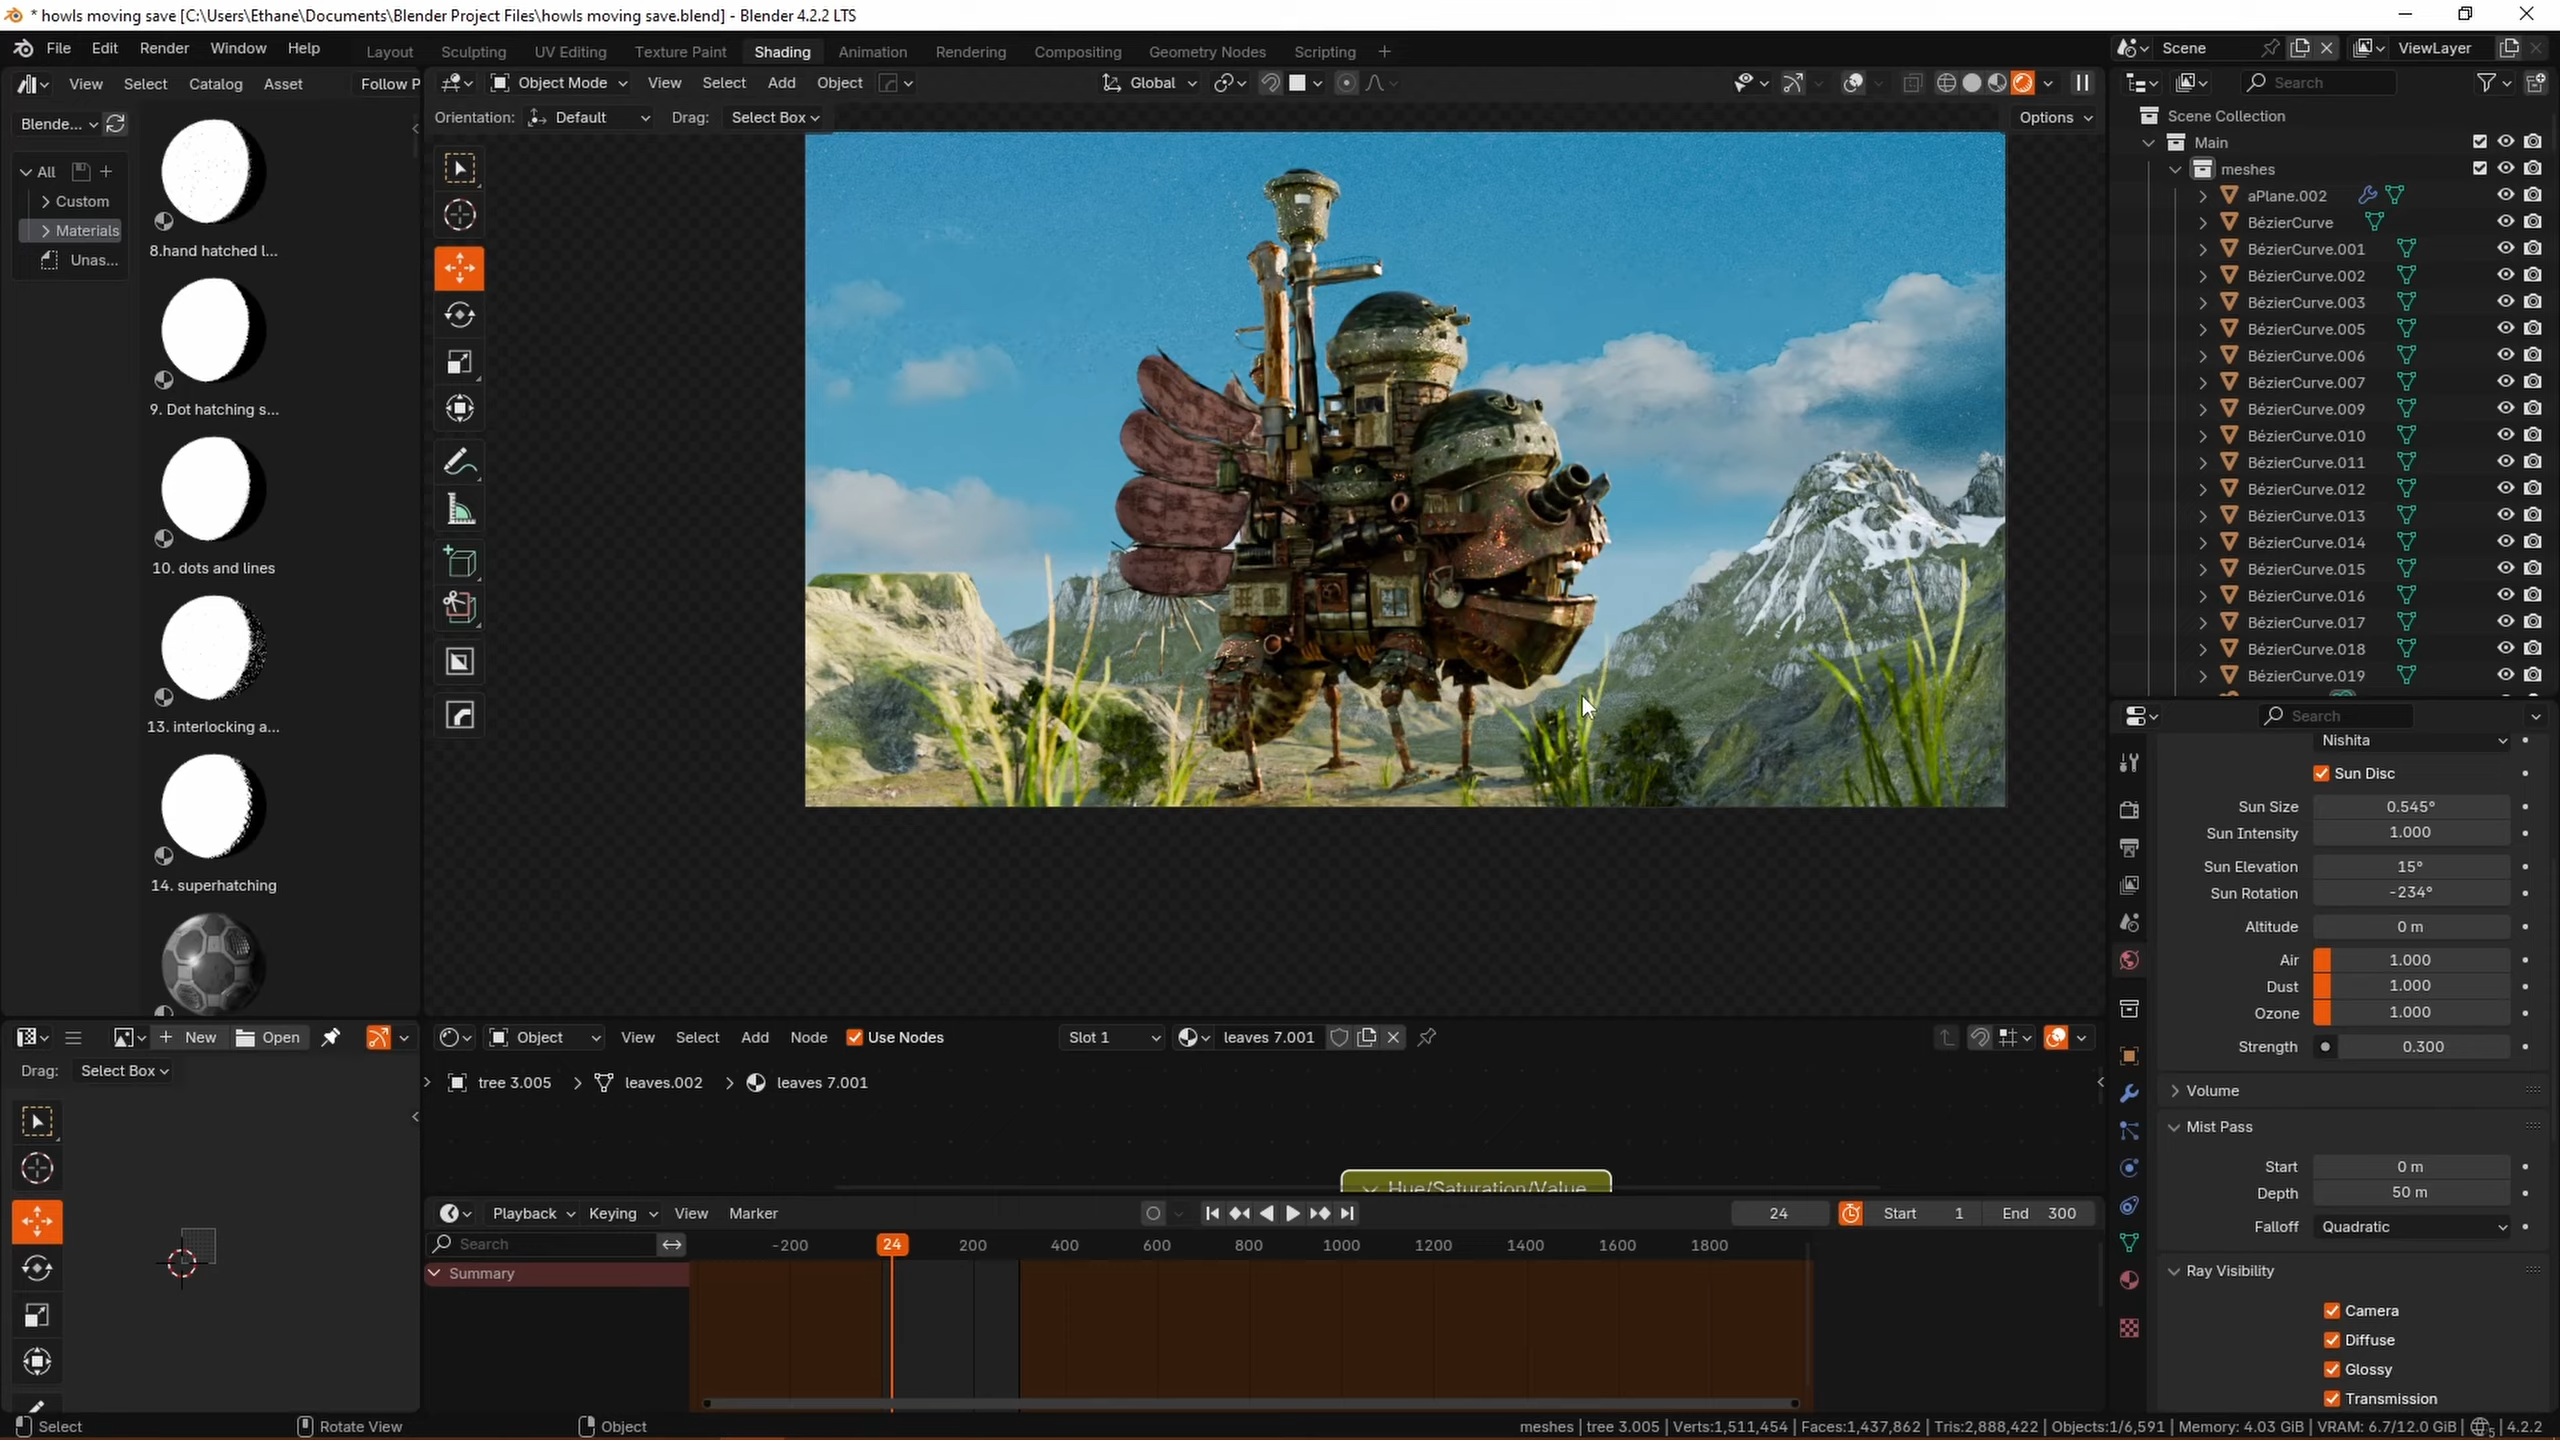 * howls moving save [C:\Users\Ethane\Documents\Blender Project Files\howls moving save.blend] - Blender 4.2.2 LTS
File Edit Render Window Help
Layout Sculpting UV Editing Texture Paint Shading Animation Rendering Compositing Geometry Nodes Scripting +
Scene ViewLayer
View Select Catalog Asset Follow P
Object Mode View Select Add Object Global
Search
Blende...
Orientation: Default Drag: Select Box Options
All
Custom
Materials
Unas...
8.hand hatched l...
9. Dot hatching s...
10. dots and lines
13. interlocking a...
14. superhatching
Scene Collection
Main
meshes
aPlane.002
BézierCurve
BézierCurve.001
BézierCurve.002
BézierCurve.003
BézierCurve.005
BézierCurve.006
BézierCurve.007
BézierCurve.009
BézierCurve.010
BézierCurve.011
BézierCurve.012
BézierCurve.013
BézierCurve.014
BézierCurve.015
BézierCurve.016
BézierCurve.017
BézierCurve.018
BézierCurve.019
Search
Nishita
Sun Disc
Sun Size 0.545°
Sun Intensity 1.000
Sun Elevation 15°
Sun Rotation -234°
Altitude 0 m
Air 1.000
Dust 1.000
Ozone 1.000
Strength 0.300
Volume
Mist Pass
Start 0 m
Depth 50 m
Falloff Quadratic
Ray Visibility
Camera
Diffuse
Glossy
Transmission
New Open
Drag: Select Box
Object View Select Add Node Use Nodes Slot 1 leaves 7.001
tree 3.005 > leaves.002 > leaves 7.001
Hue/Saturation/Value
Playback Keying View Marker 24 Start 1 End 300
Search -200 24 200 400 600 800 1000 1200 1400 1600 1800
Summary
Select Rotate View Object meshes | tree 3.005 | Verts:1,511,454 | Faces:1,437,862 | Tris:2,888,422 | Objects:1/6,591 | Memory: 4.03 GiB | VRAM: 6.7/12.0 GiB | 5 | 4.2.2